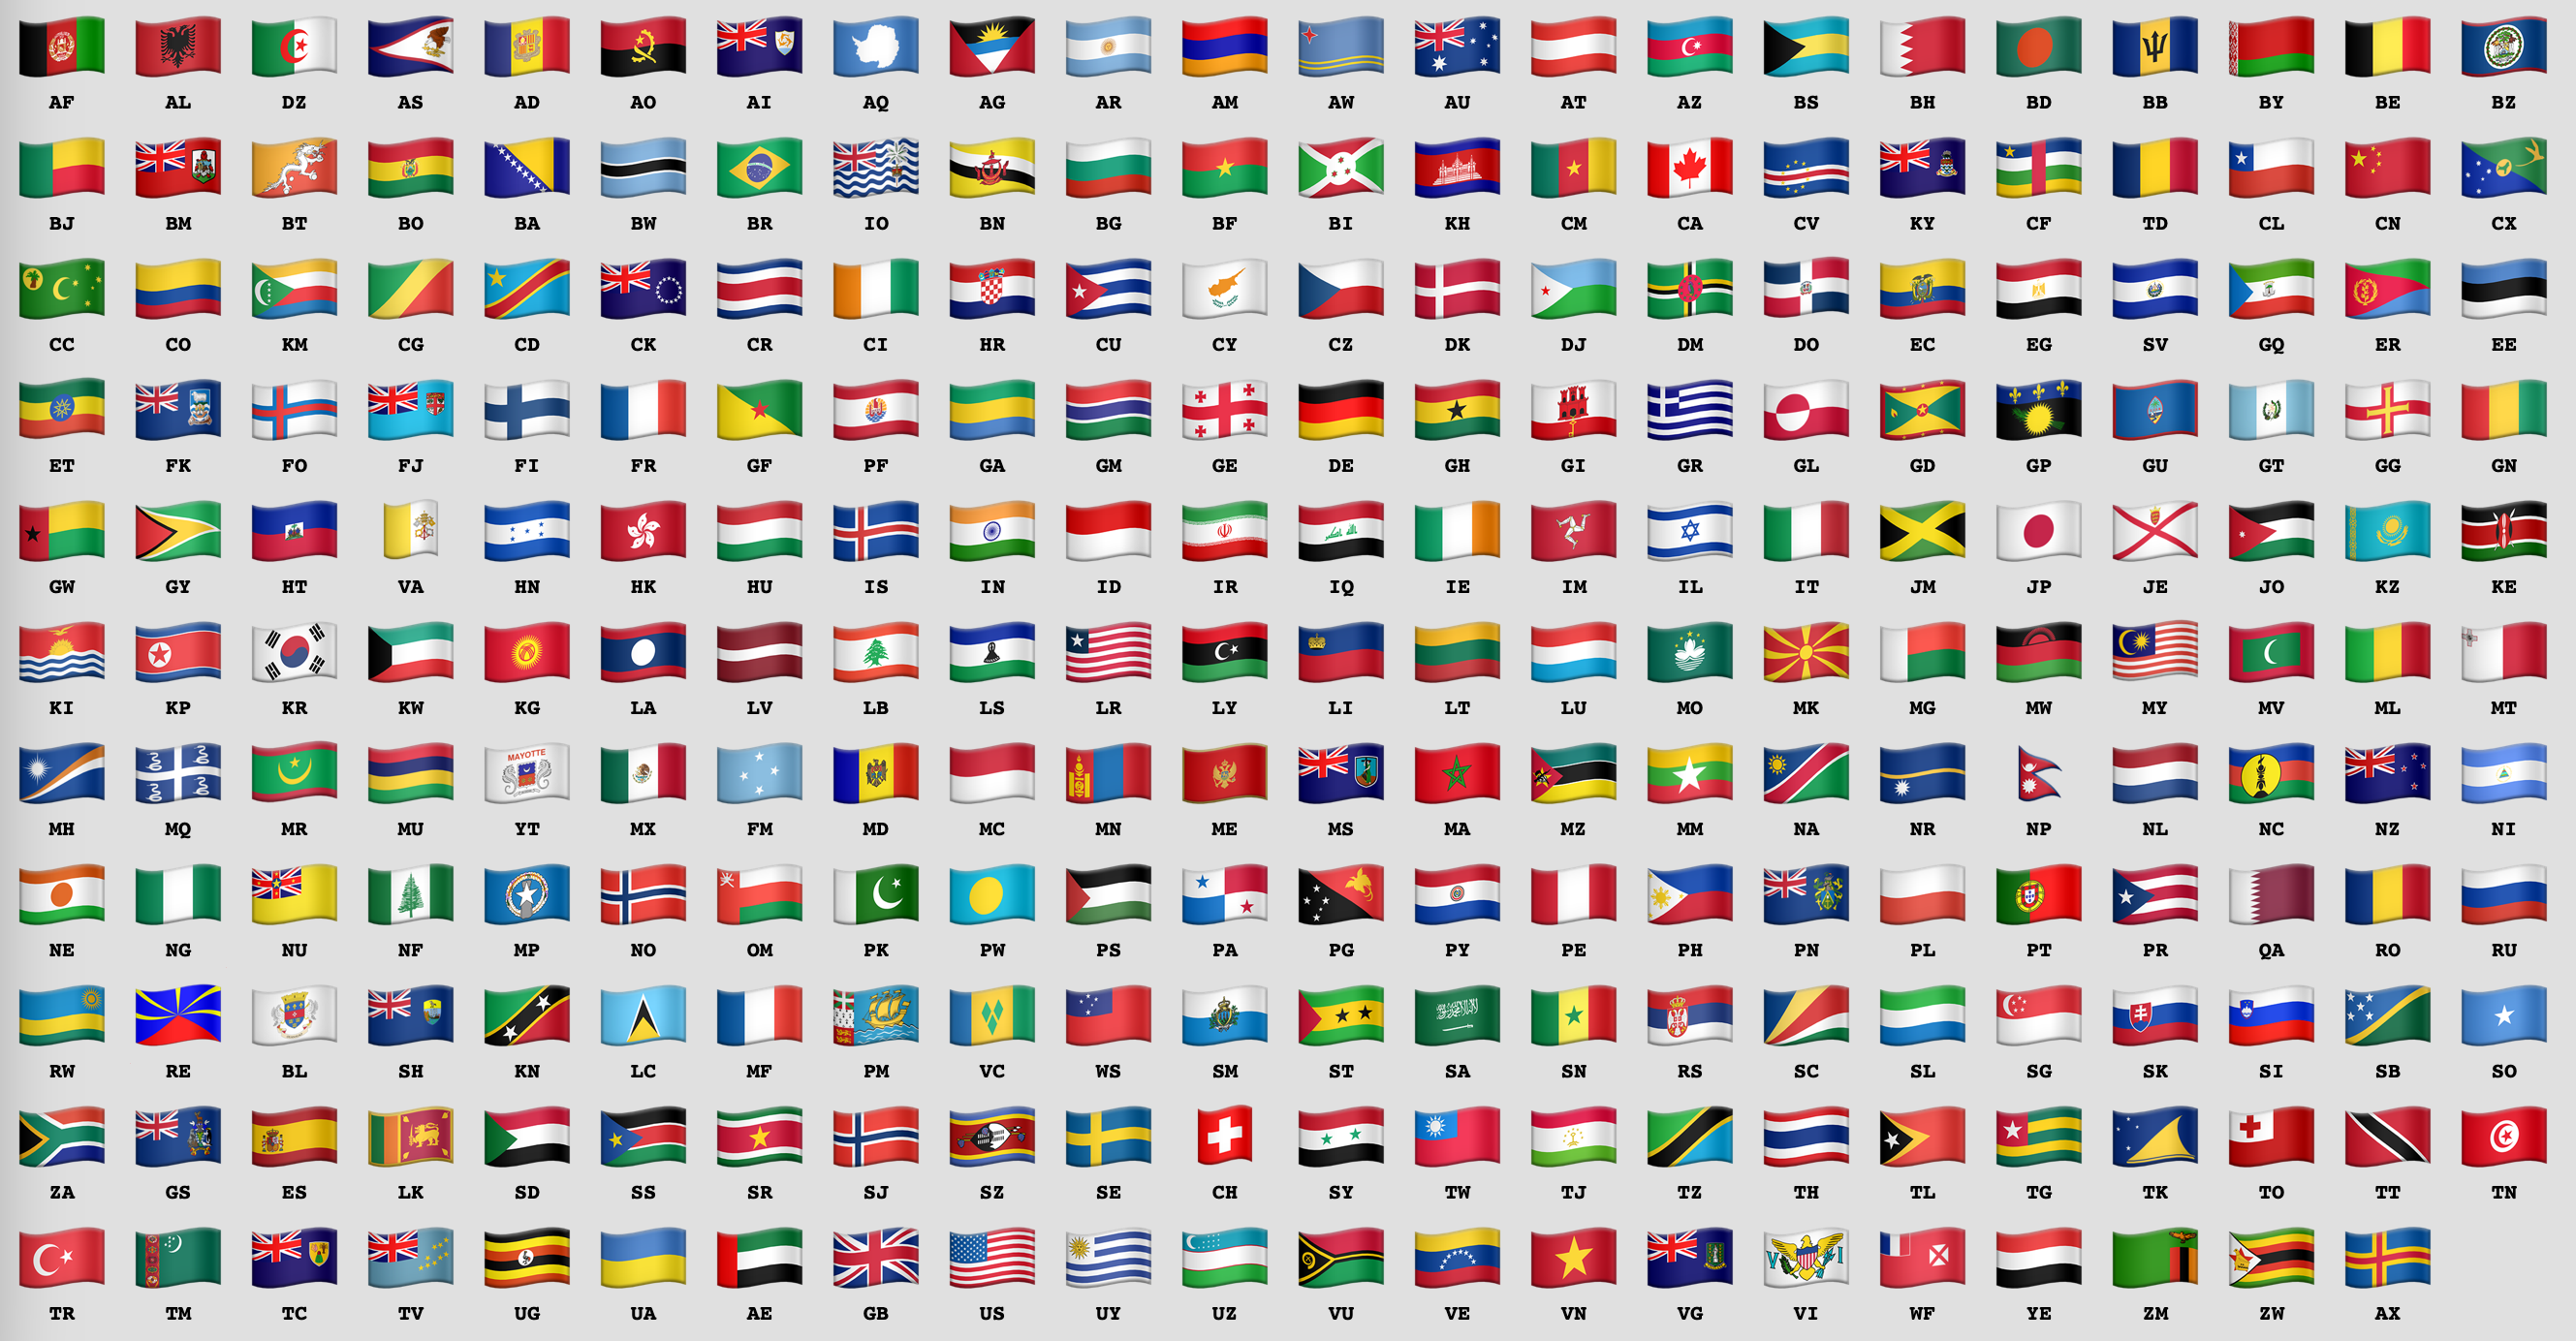 AF AL DZ AS AD AO AI AQ AG AR AM AW AU AT AZ BS BH BD BB BY BE BZ
BJ BM BT BO BA BW BR IO BN BG BF BI KH CM CA CV KY CF TD CL CN CX
CC CO KM CG CD CK CR CI HR CU CY CZ DK DJ DM DO EC EG SV GQ ER EE
ET FK FO FJ FI FR GF PF GA GM GE DE GH GI GR GL GD GP GU GT GG GN
GW GY HT VA HN HK HU IS IN ID IR IQ IE IM IL IT JM JP JE JO KZ KE
KI KP KR KW KG LA LV LB LS LR LY LI LT LU MO MK MG MW MY MV ML MT
MAYOTTE
MH MQ MR MU YT MX FM MD MC MN ME MS MA MZ MM NA NR NP NL NC NZ NI
NE NG NU NF MP NO OM PK PW PS PA PG PY PE PH PN PL PT PR QA RO RU
RW RE BL SH KN LC MF PM VC WS SM ST SA SN RS SC SL SG SK SI SB SO
ZA GS ES LK SD SS SR SJ SZ SE CH SY TW TJ TZ TH TL TG TK TO TT TN
V I
TR TM TC TV UG UA AE GB US UY UZ VU VE VN VG VI WF YE ZM ZW AX